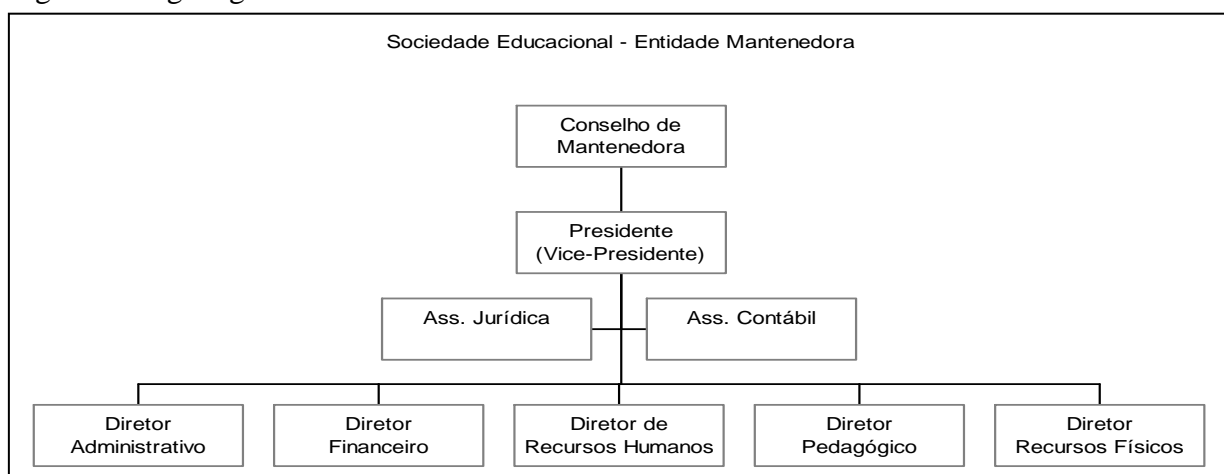 Sociedade Educacional - Entidade Mantenedora
Conselho de
Mantenedora
Presidente
(Vice-Presidente)
Ass. Jurídica
Ass. Contábil
Diretor
Administrativo
Diretor
Financeiro
Diretor de
Recursos Humanos
Diretor
Pedagógico
Diretor
Recursos Físicos